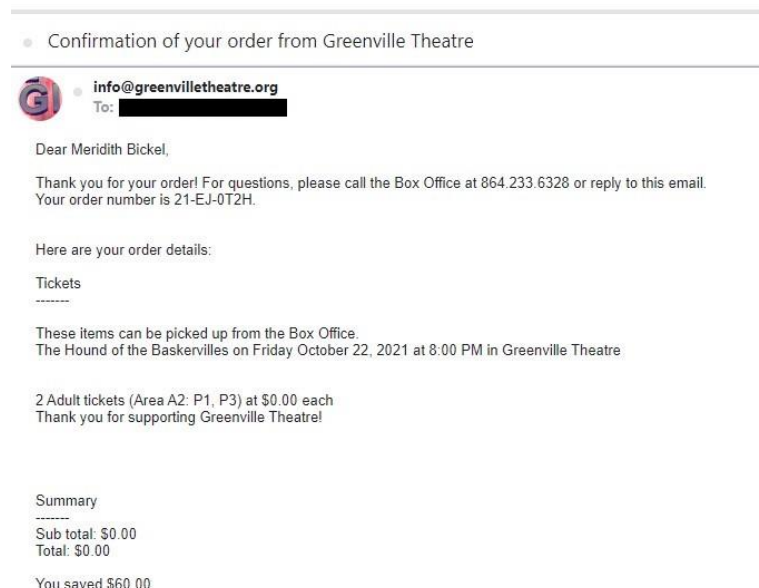 Confirmation of your order from Greenville Theatre
G
info@greenvilletheatre.org
To:
Dear Meridith Bickel,
Thank you for your order! For questions, please call the Box Office at 864.233.6328 or reply to this email.
Your order number is 21-EJ-0T2H.
Here are your order details:
Tickets
-------
These items can be picked up from the Box Office.
The Hound of the Baskervilles on Friday October 22, 2021 at 8:00 PM in Greenville Theatre
2 Adult tickets (Area A2: P1, P3) at $0.00 each
Thank you for supporting Greenville Theatre!
Summary
-------
Sub total: $0.00
Total: $0.00
You saved $60.00